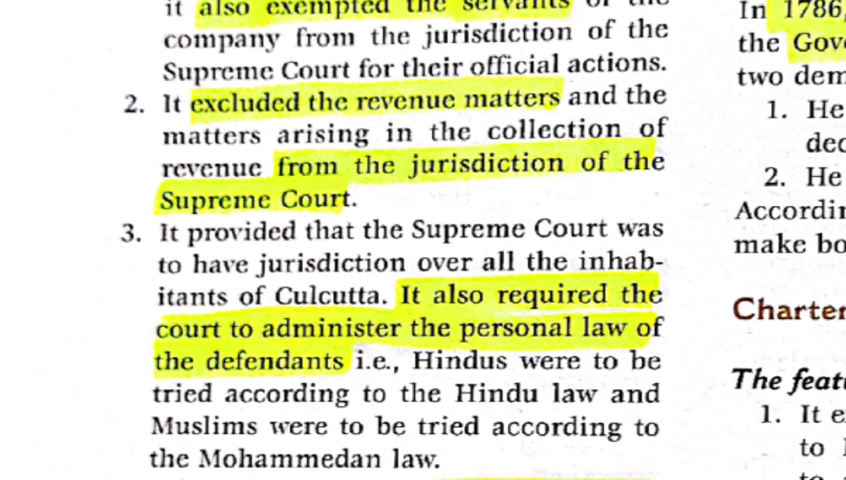 it also exempted the servants of the
company from the jurisdiction of the
Supreme Court for their official actions.
2. It excluded the revenue matters and the
matters arising in the collection of
revenue from the jurisdiction of the
Supreme Court.
3. It provided that the Supreme Court was
to have jurisdiction over all the inhab-
itants of Culcutta. It also required the
court to administer the personal law of
the defendants i.e., Hindus were to be
tried according to the Hindu law and
Muslims were to be tried according to
the Mohammedan law.
In 1786,
the Gov
two dem
1. He
dec
2. He
Accordin
make bo
Charter
The feat
1. It e
to